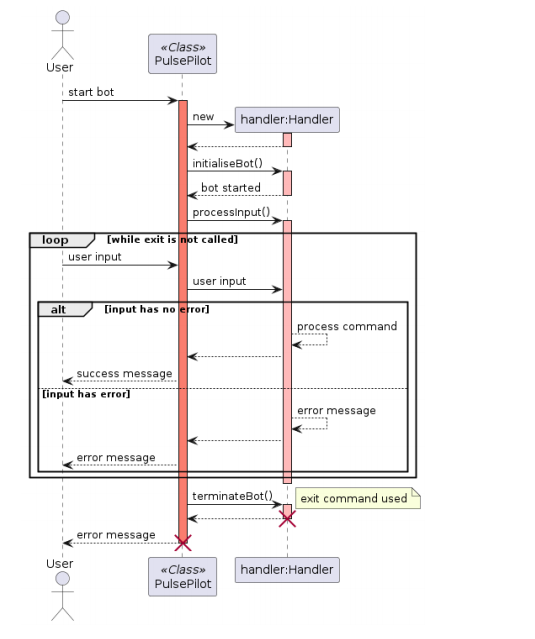 User
«Class»
PulsePilot
start bot
new
handler:Handler
initialiseBot()
bot started
processInput()
loop [while exit is not called]
user input
user input
alt [input has no error]
process command
success message
[input has error]
error message
error message
terminateBot()
exit command used
error message
User
«Class»
PulsePilot
handler:Handler